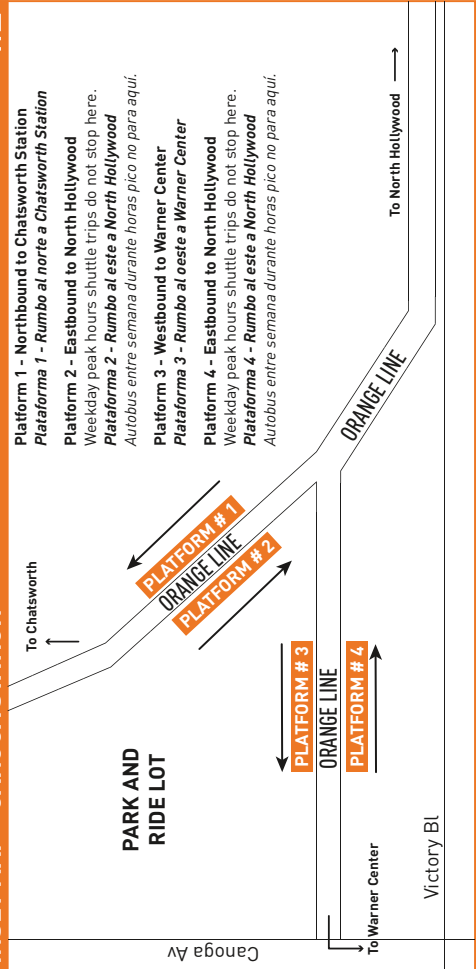 Platform 1 - Northbound to Chatsworth Station
Plataforma 1 - Rumbo al norte a Chatsworth Station
Platform 2 - Eastbound to North Hollywood
Weekday peak hours shuttle trips do not stop here.
Plataforma 2 - Rumbo al este a North Hollywood
Autobus entre semana durante horas pico no para aquí.
Platform 3 - Westbound to Warner Center
Plataforma 3 - Rumbo al oeste a Warner Center
Platform 4 - Eastbound to North Hollywood
Weekday peak hours shuttle trips do not stop here.
Plataforma 4 - Rumbo al este a North Hollywood
Autobus entre semana durante horas pico no para aquí.
To Chatsworth
PLATFORM # 1
ORANGE LINE
PLATFORM # 2
To North Hollywood
ORANGE LINE
PARK AND
RIDE LOT
PLATFORM # 3
ORANGE LINE
PLATFORM # 4
To Warner Center
Canoga Av
Victory Bl